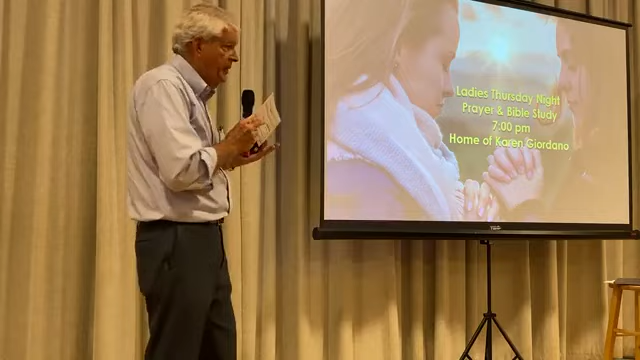 Ladies Thursday Night
Prayer & Bible Study
7:00 pm
Home of Karen Giordano